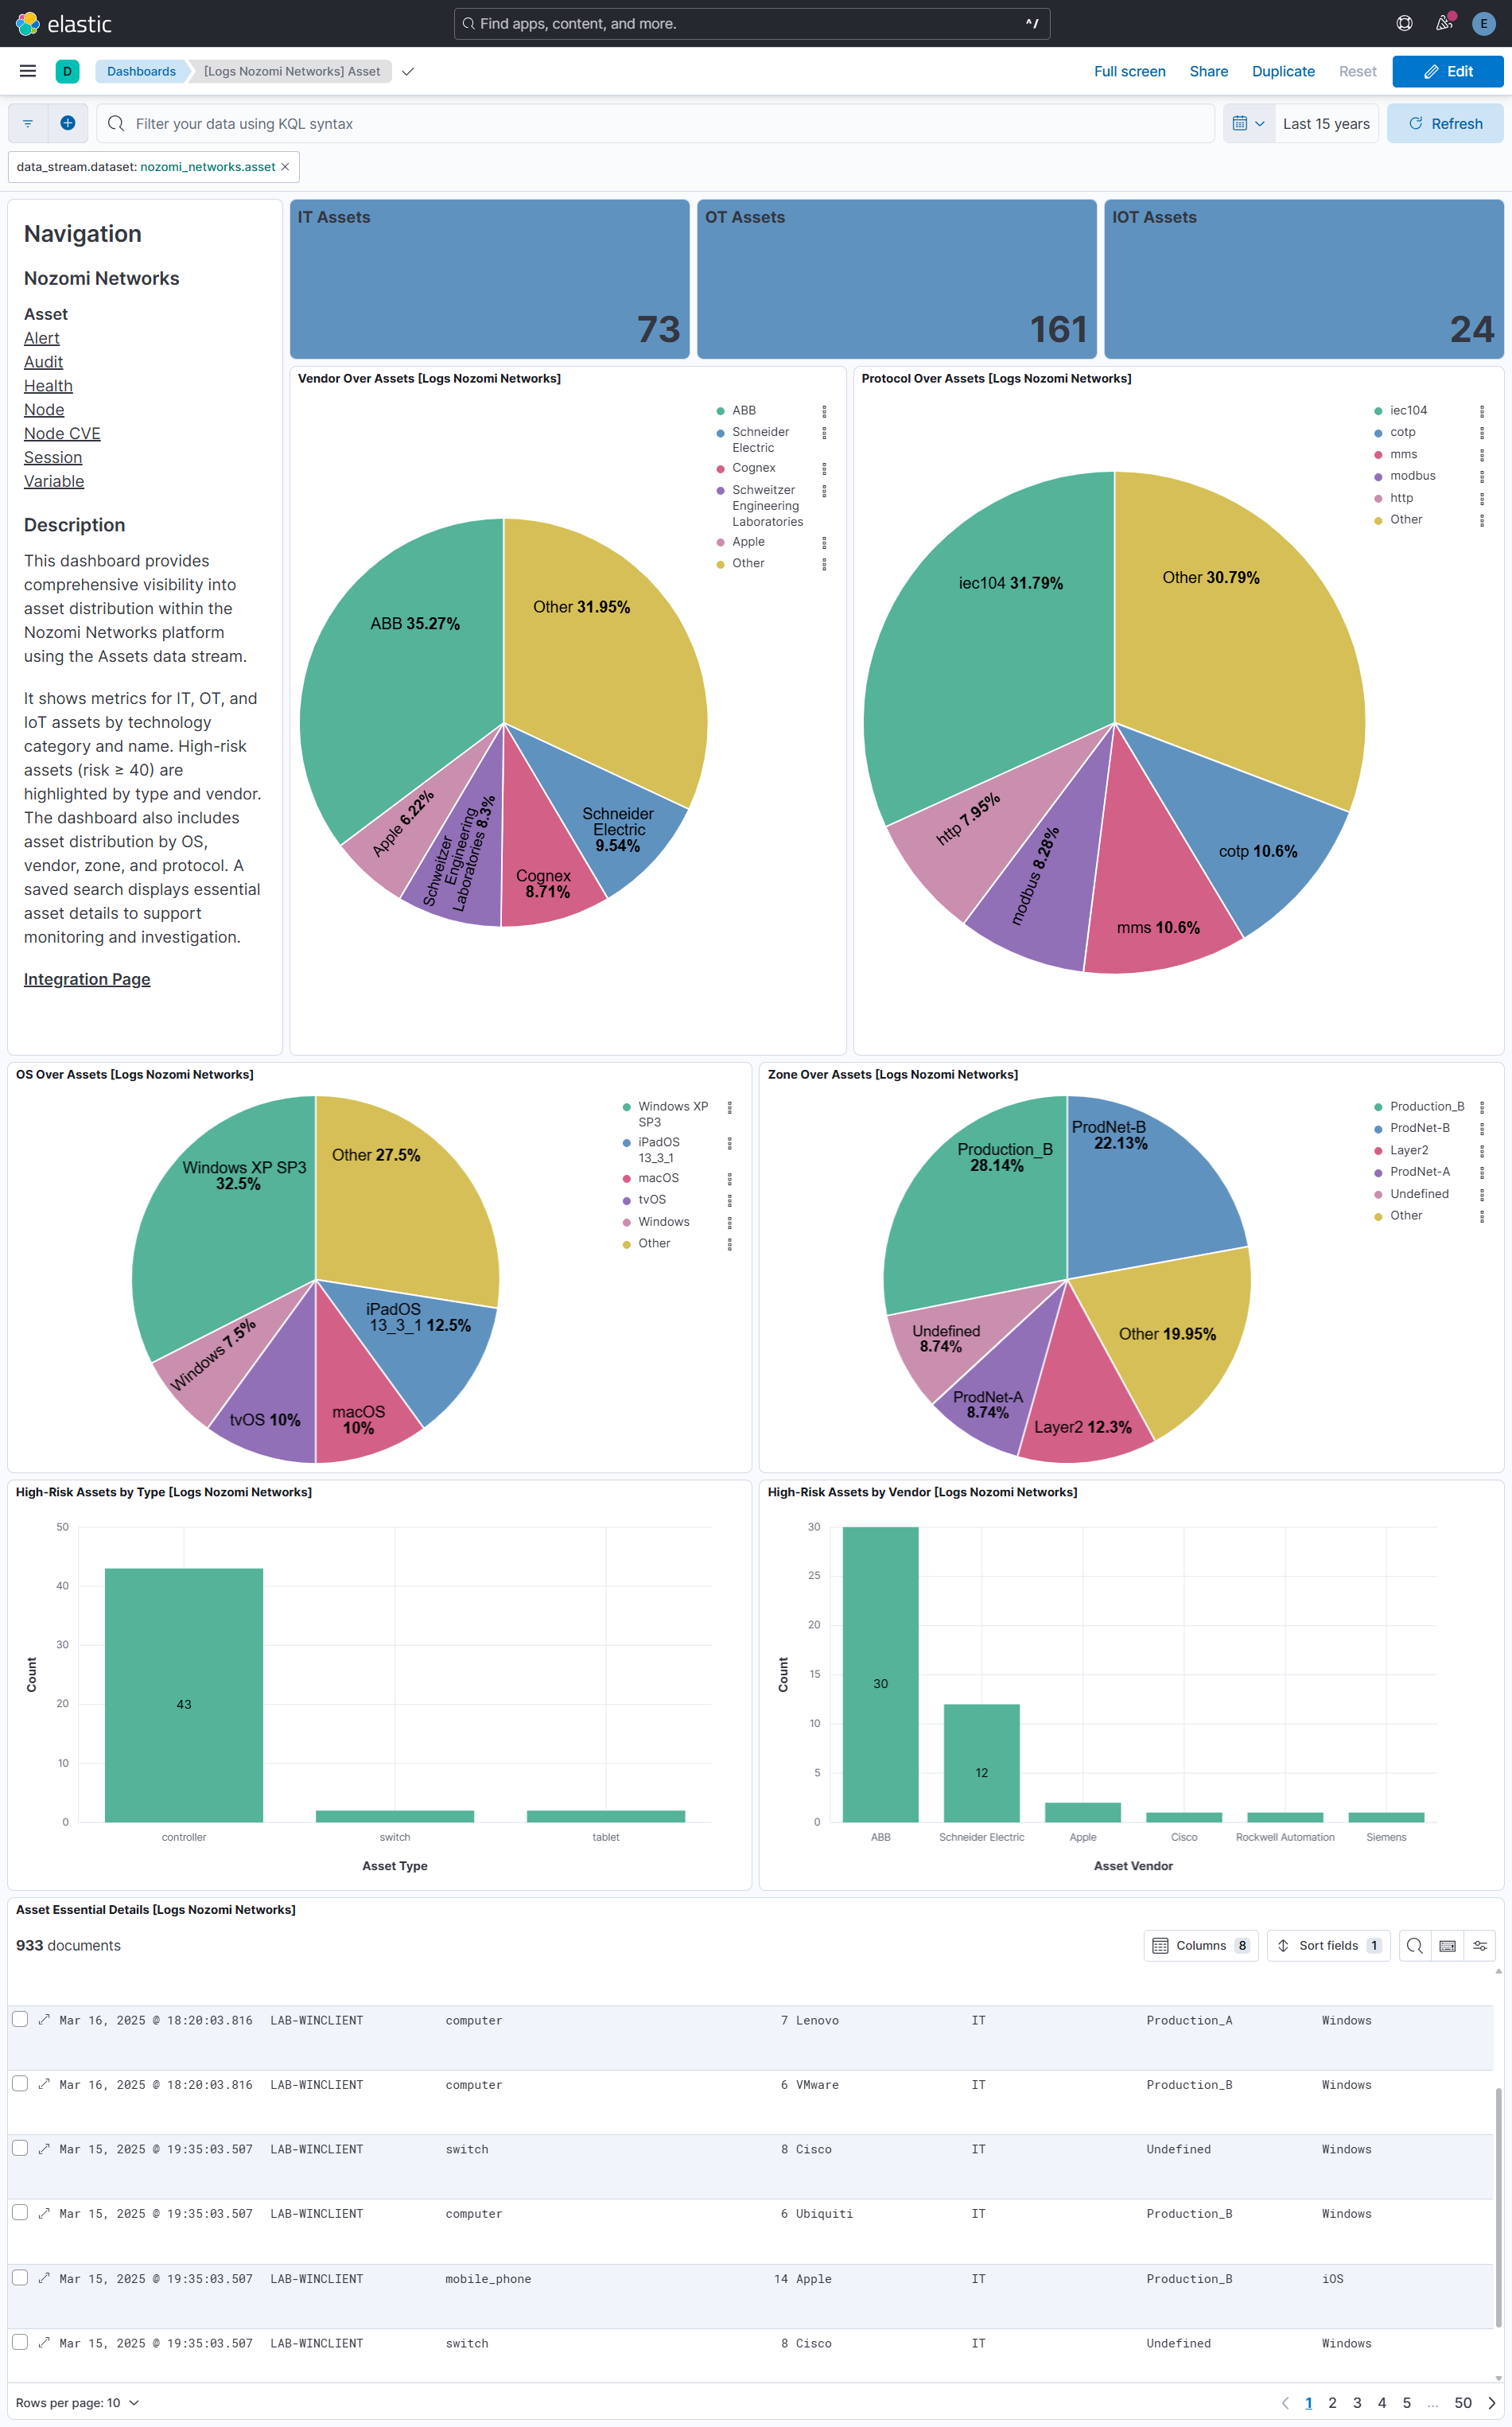 elastic
Find apps, content, and more.
^/
E
D
Dashboards
[Logs Nozomi Networks] Asset
Full screen
Share
Duplicate
Reset
Edit
Filter your data using KQL syntax
Last 15 years
Refresh
data_stream.dataset: nozomi_networks.asset
Navigation
Nozomi Networks
Asset
Alert
Audit
Health
Node
Node CVE
Session
Variable
Description
This dashboard provides
comprehensive visibility into
asset distribution within the
Nozomi Networks platform
using the Assets data stream.
It shows metrics for IT, OT, and
IoT assets by technology
category and name. High-risk
assets (risk ≥ 40) are
highlighted by type and vendor.
The dashboard also includes
asset distribution by OS,
vendor, zone, and protocol. A
saved search displays essential
asset details to support
monitoring and investigation.
Integration Page
IT Assets
73
OT Assets
161
IOT Assets
24
Vendor Over Assets [Logs Nozomi Networks]
ABB
Schneider
Electric
Cognex
Schweitzer
Engineering
Laboratories
Apple
Other
ABB 35.27%
Other 31.95%
Schneider
Electric
9.54%
Cognex
8.71%
Schweitzer
Engineering
Laboratories 8.3%
Apple 6.22%
Protocol Over Assets [Logs Nozomi Networks]
iec104
cotp
mms
modbus
http
Other
iec104 31.79%
Other 30.79%
cotp 10.6%
mms 10.6%
modbus 8.28%
http 7.95%
OS Over Assets [Logs Nozomi Networks]
Windows XP
SP3
iPadOS
13_3_1
macOS
tvOS
Windows
Other
Windows XP SP3
32.5%
Other 27.5%
iPadOS
13_3_1 12.5%
macOS
10%
tvOS 10%
Windows 7.5%
Zone Over Assets [Logs Nozomi Networks]
Production_B
ProdNet-B
Layer2
ProdNet-A
Undefined
Other
Production_B
28.14%
ProdNet-B
22.13%
Other 19.95%
Layer2 12.3%
ProdNet-A
8.74%
Undefined
8.74%
High-Risk Assets by Type [Logs Nozomi Networks]
Count
50
40
30
20
10
0
43
controller
switch
tablet
Asset Type
High-Risk Assets by Vendor [Logs Nozomi Networks]
Count
30
25
20
15
10
5
0
30
12
ABB
Schneider Electric
Apple
Cisco
Rockwell Automation
Siemens
Asset Vendor
Asset Essential Details [Logs Nozomi Networks]
933 documents
Columns 8
Sort fields 1
Mar 16, 2025 @ 18:20:03.816 LAB-WINCLIENT computer 7 Lenovo IT Production_A Windows
Mar 16, 2025 @ 18:20:03.816 LAB-WINCLIENT computer 6 VMware IT Production_B Windows
Mar 15, 2025 @ 19:35:03.507 LAB-WINCLIENT switch 8 Cisco IT Undefined Windows
Mar 15, 2025 @ 19:35:03.507 LAB-WINCLIENT computer 6 Ubiquiti IT Production_B Windows
Mar 15, 2025 @ 19:35:03.507 LAB-WINCLIENT mobile_phone 14 Apple IT Production_B iOS
Mar 15, 2025 @ 19:35:03.507 LAB-WINCLIENT switch 8 Cisco IT Undefined Windows
Rows per page: 10
1 2 3 4 5 ... 50